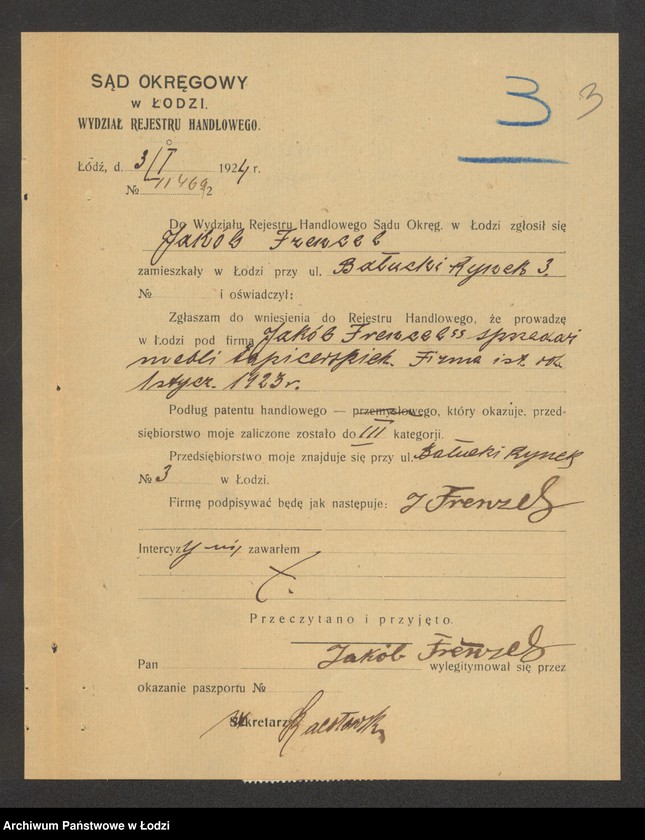 SĄD OKRĘGOWY
w ŁODZI.
WYDZIAŁ REJESTRU HANDLOWEGO.
3 3
Łódź, d. 3/I 1924 r.
№ 11469/2
Do Wydziału Rejestru Handlowego Sądu Okręg. w Łodzi zgłosił się
Jakób Frenzel
zamieszkały w Łodzi przy ul. Bałucki Rynek 3.
№ i oświadczył:
Zgłaszam do wniesienia do Rejestru Handlowego, że prowadzę
w Łodzi pod firmą „Jakób Frenzel" sprzedaż
mebli tapicerskich. Firma ist. od
1 stycz. 1923 r.
Podług patentu handlowego — przemysłowego, który okazuję, przed-
siębiorstwo moje zaliczone zostało do III kategorji.
Przedsiębiorstwo moje znajduje się przy ul. Bałucki Rynek
№ 3 w Łodzi.
Firmę podpisywać będę jak następuje: J Frenzel
Intercyzy nie zawarłem
Przeczytano i przyjęto.
Jakób Frenzel
Pan wylegitymował się przez
okazanie paszportu №
Sekretarz
Archiwum Państwowe w Łodzi